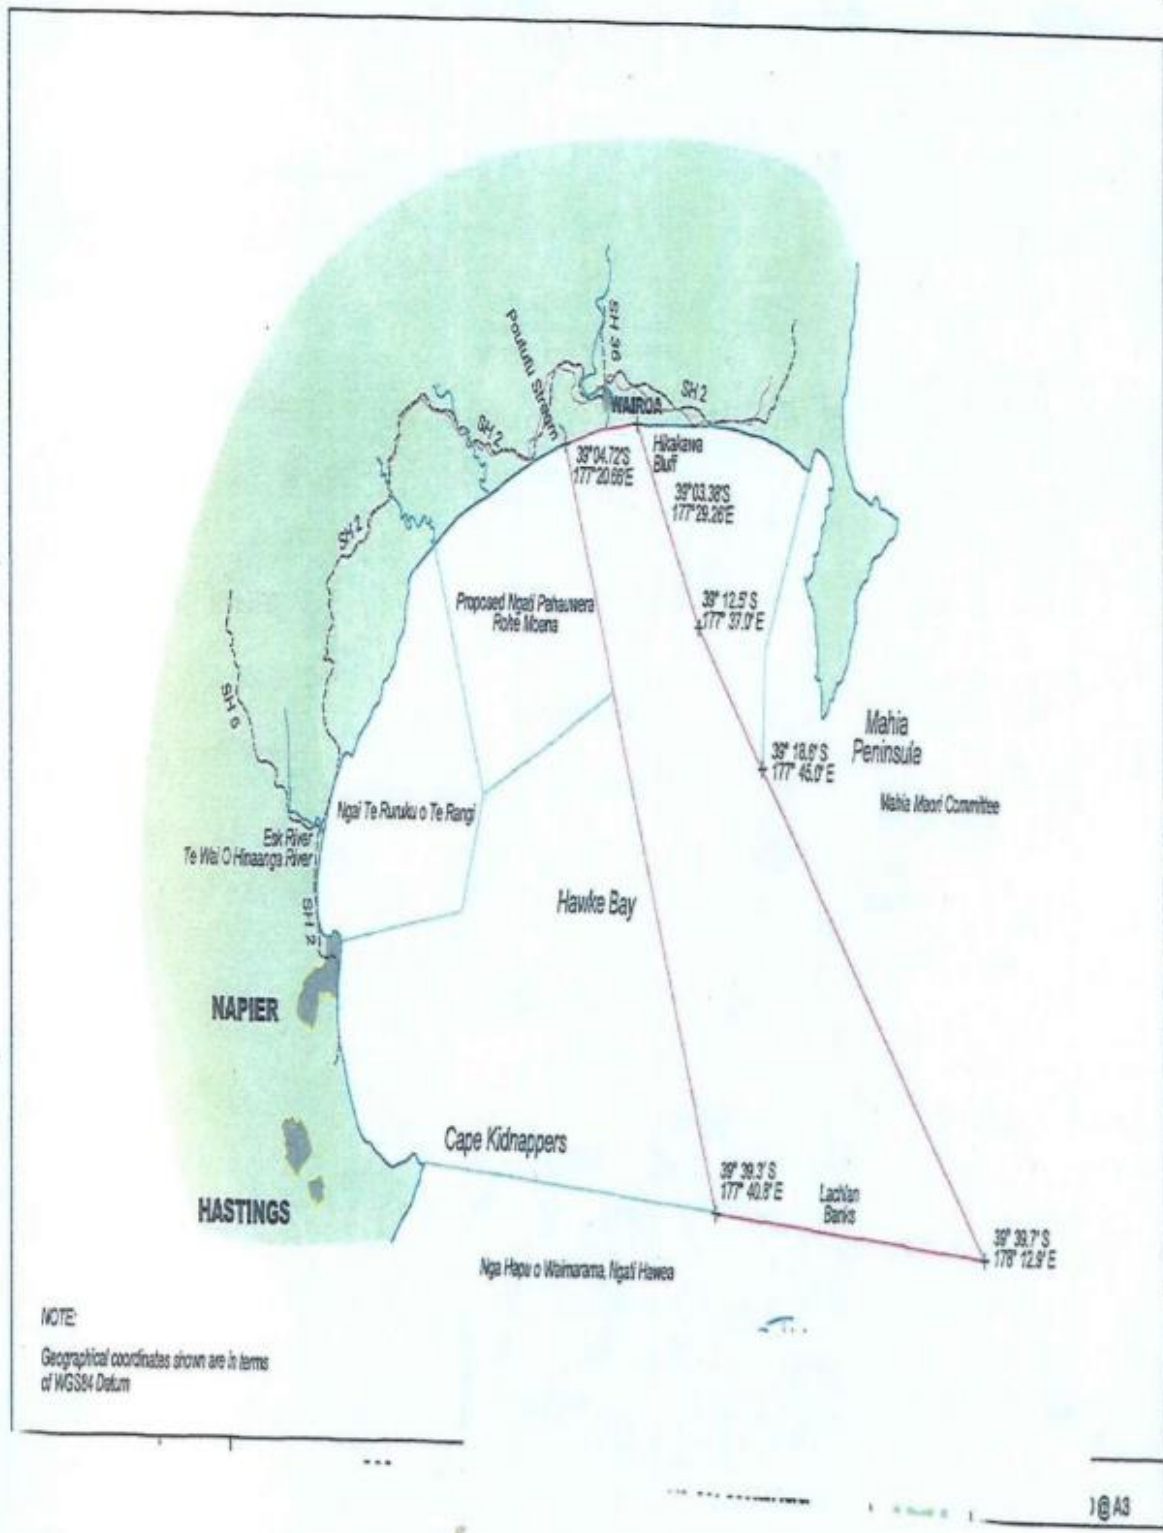 SH 36
Poututu Stream
SH 2
WAIROA
SH 2
Hikakawa
Bluff
39°04.72'S
177°20.66'E
39°03.38'S
177°29.26'E
SH 2
Proposed Ngati Pahauwera
Rohe Moana
39° 12.5' S
177° 37.0' E
SH
Mahia
Peninsula
39° 18.6' S
177° 45.0' E
Mahia Maori Committee
Ngai Te Ruruku o Te Rangi
Esk River
Te Wai O Hinaanga River
Hawke Bay
SH 2
NAPIER
Cape Kidnappers
39° 39.3' S
177° 40.8' E
Lachlan
Banks
HASTINGS
39° 39.7' S
178° 12.9' E
Nga Hapu o Waimarama, Ngati Hawea
NOTE:
Geographical coordinates shown are in terms
of WGS84 Datum
@ A3